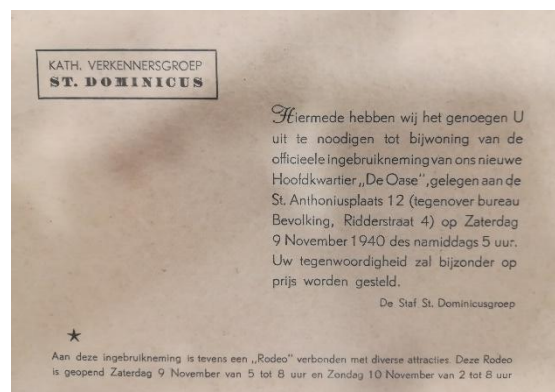 KATH. VERKENNERSGROEP
ST. DOMINICUS
Hiermede hebben wij het genoegen U
uit te noodigen tot bijwoning van de
officieele ingebruikneming van ons nieuwe
Hoofdkwartier „De Oase", gelegen aan de
St. Anthoniusplaats 12 (tegenover bureau
Bevolking, Ridderstraat 4) op Zaterdag
9 November 1940 des namiddags 5 uur.
Uw tegenwoordigheid zal bijzonder op
prijs worden gesteld.
De Staf St. Dominicusgroep
Aan deze ingebruikneming is tevens een „Rodeo" verbonden met diverse attracties. Deze Rodeo
is geopend Zaterdag 9 November van 5 tot 8 uur en Zondag 10 November van 2 tot 8 uur